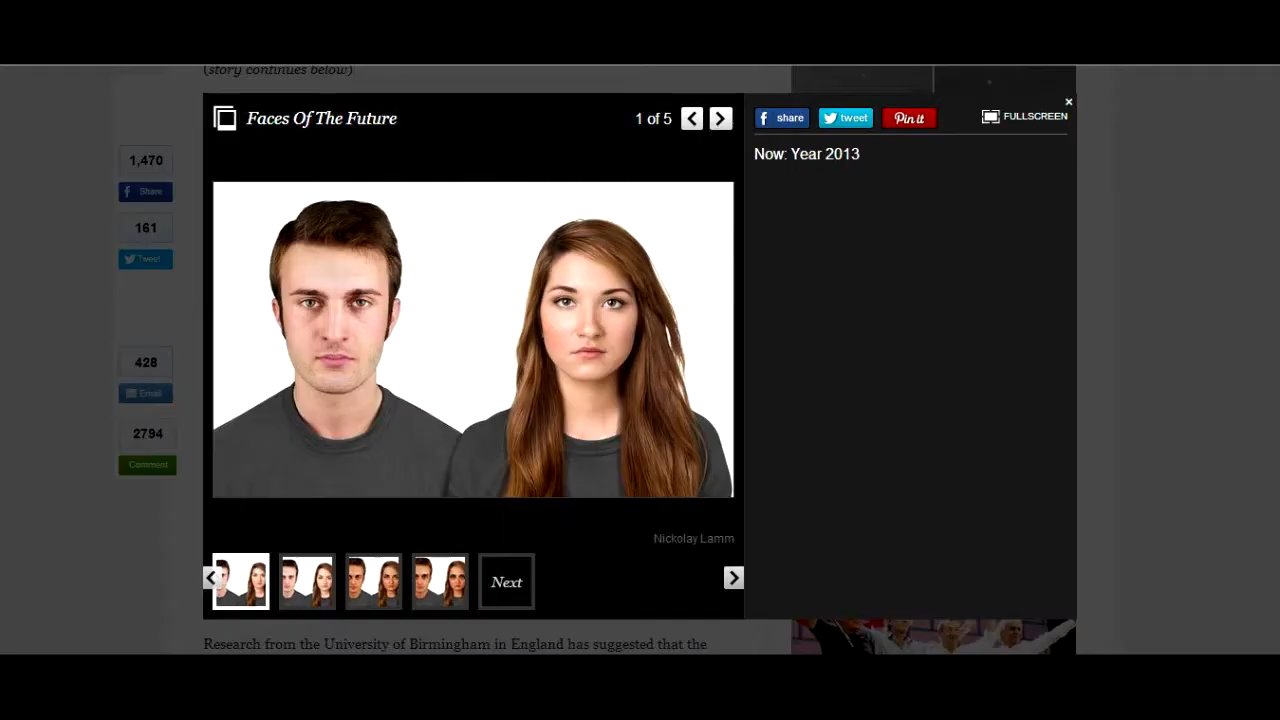 (story continues below)
Faces Of The Future
1 of 5
share
tweet
Pin it
FULLSCREEN
×
Now: Year 2013
1,470
Share
161
Tweet
428
Email
2794
Comment
Nickolay Lamm
Next
Research from the University of Birmingham in England has suggested that the